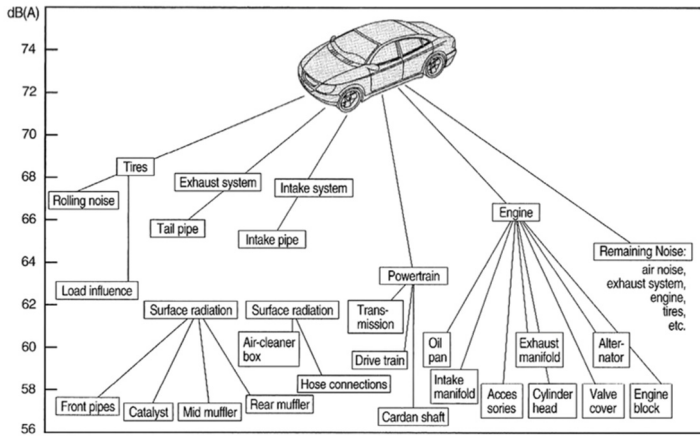 dB(A)
74
72
70
68
66
64
62
60
58
56
Tires
Rolling noise
Load influence
Exhaust system
Tail pipe
Intake system
Intake pipe
Surface radiation
Front pipes
Catalyst
Mid muffler
Rear muffler
Surface radiation
Air-cleaner
box
Hose connections
Powertrain
Trans-
mission
Drive train
Cardan shaft
Engine
Oil
pan
Intake
manifold
Acces
sories
Exhaust
manifold
Cylinder
head
Valve
cover
Alter-
nator
Engine
block
Remaining Noise:
air noise,
exhaust system,
engine,
tires,
etc.